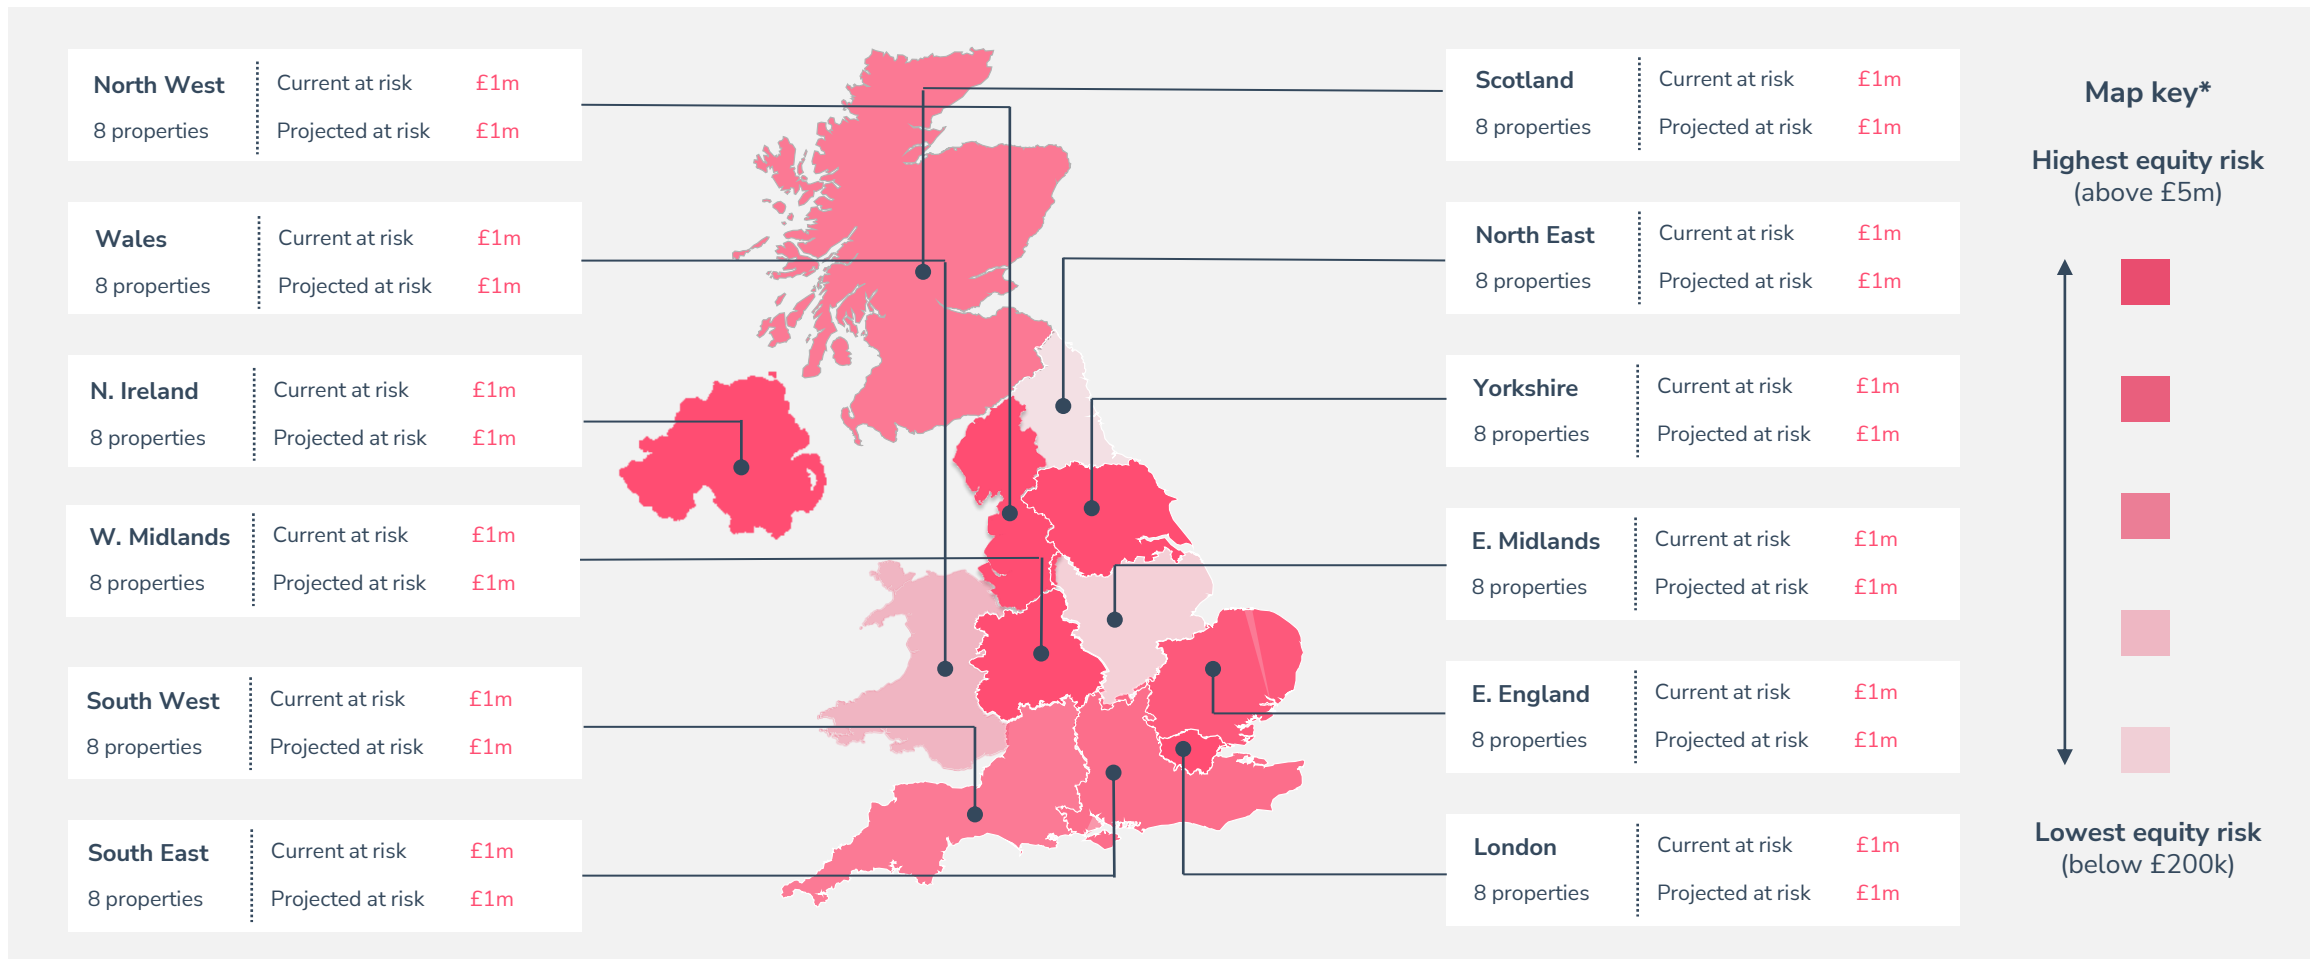 North West
Current at risk £1m
8 properties
Projected at risk £1m
Wales
Current at risk £1m
8 properties
Projected at risk £1m
N. Ireland
Current at risk £1m
8 properties
Projected at risk £1m
W. Midlands
Current at risk £1m
8 properties
Projected at risk £1m
South West
Current at risk £1m
8 properties
Projected at risk £1m
South East
Current at risk £1m
8 properties
Projected at risk £1m
Scotland
Current at risk £1m
8 properties
Projected at risk £1m
North East
Current at risk £1m
8 properties
Projected at risk £1m
Yorkshire
Current at risk £1m
8 properties
Projected at risk £1m
E. Midlands
Current at risk £1m
8 properties
Projected at risk £1m
E. England
Current at risk £1m
8 properties
Projected at risk £1m
London
Current at risk £1m
8 properties
Projected at risk £1m
Map key*
Highest equity risk
(above £5m)
Lowest equity risk
(below £200k)